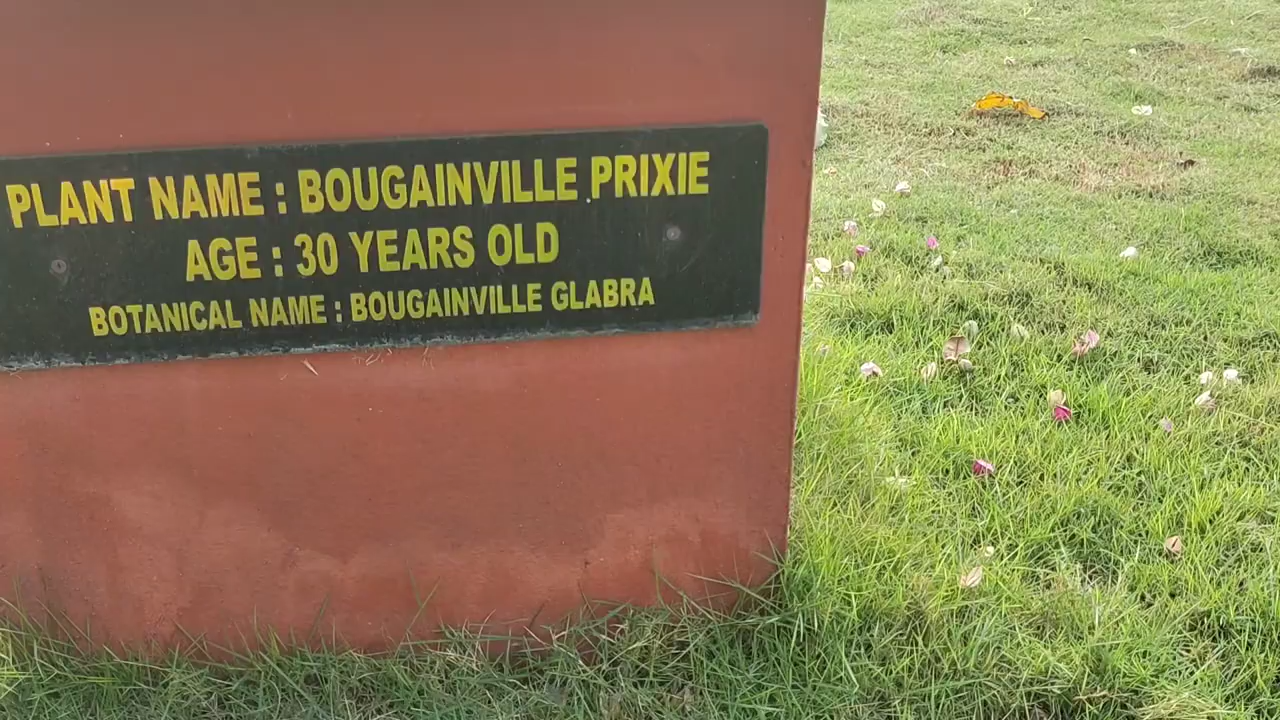 PLANT NAME : BOUGAINVILLE PRIXIE
AGE : 30 YEARS OLD
BOTANICAL NAME : BOUGAINVILLE GLABRA